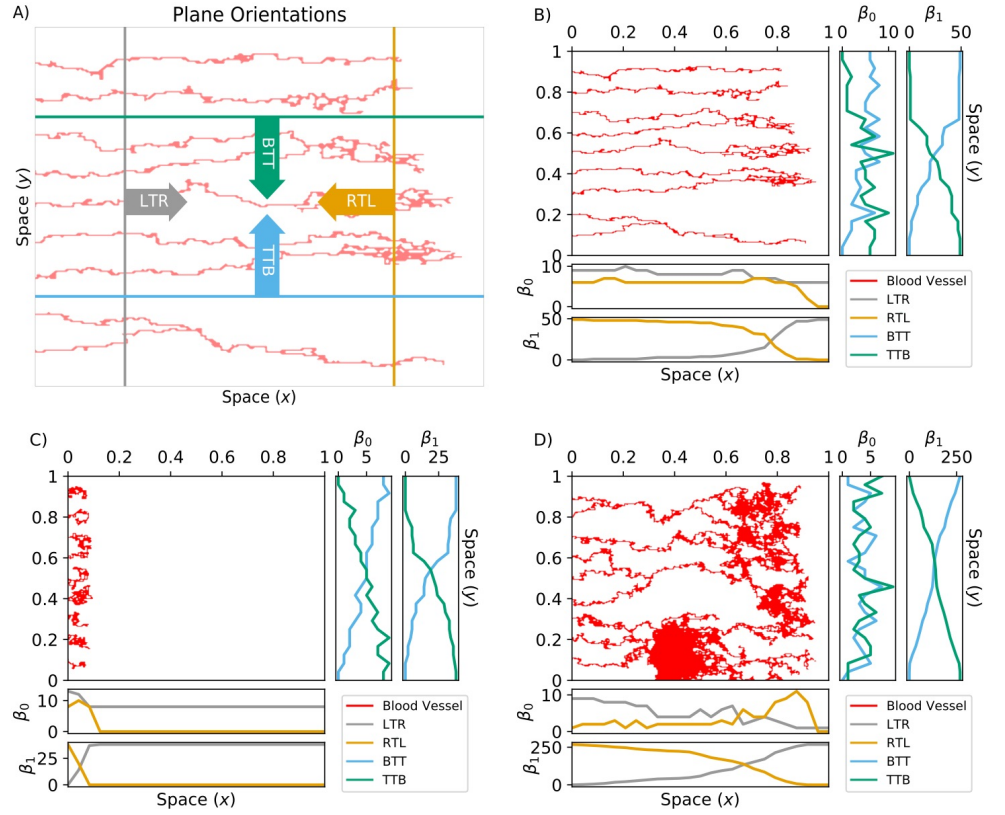 A)
Plane Orientations
BTT
LTR
RTL
TTB
Space (y)
Space (x)
B)
0 0.2 0.4 0.6 0.8 1
1
0.8
0.6
0.4
0.2
0
β0
0 10
β1
0 50
Space (y)
β0
10
0
β1
50
0
Space (x)
Blood Vessel
LTR
RTL
BTT
TTB
C)
0 0.2 0.4 0.6 0.8 1
1
0.8
0.6
0.4
0.2
0
β0
0 5
β1
0 25
Space (y)
β0
10
0
β1
25
0
Space (x)
Blood Vessel
LTR
RTL
BTT
TTB
D)
0 0.2 0.4 0.6 0.8 1
1
0.8
0.6
0.4
0.2
0
β0
0 5
β1
0 250
Space (y)
β0
10
0
β1
250
0
Space (x)
Blood Vessel
LTR
RTL
BTT
TTB